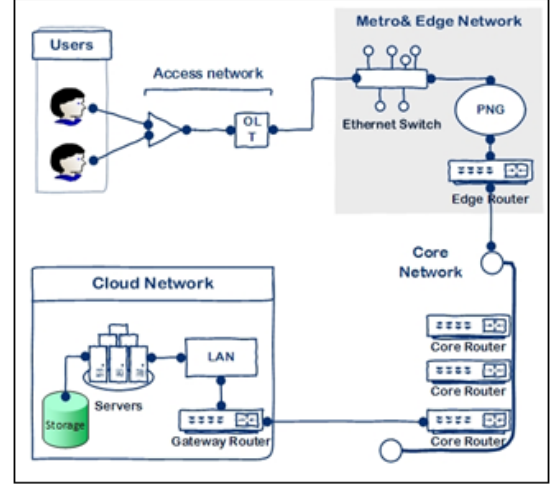 Metro& Edge Network
Users
Access network
OL
T
Ethernet Switch
PNG
Edge Router
Core
Network
Cloud Network
Core Router
Core Router
Core Router
LAN
Servers
Storage
Gateway Router